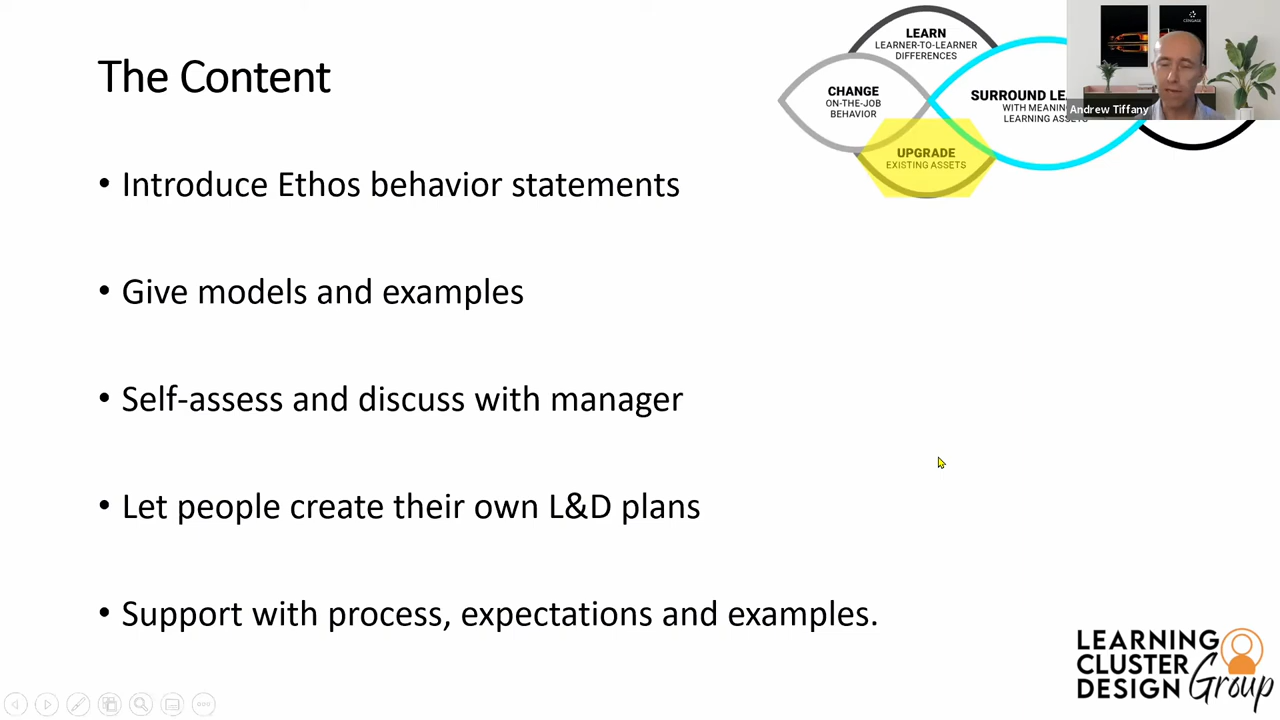 The Content
• Introduce Ethos behavior statements
• Give models and examples
• Self-assess and discuss with manager
• Let people create their own L&D plans
• Support with process, expectations and examples.
LEARN
LEARNER-TO-LEARNER
DIFFERENCES
CHANGE
ON-THE-JOB
BEHAVIOR
SURROUND LE
WITH MEANIN
LEARNING ASSETS
UPGRADE
EXISTING ASSETS
CENGAGE
Andrew Tiffany
LEARNING
CLUSTER
DESIGN Group